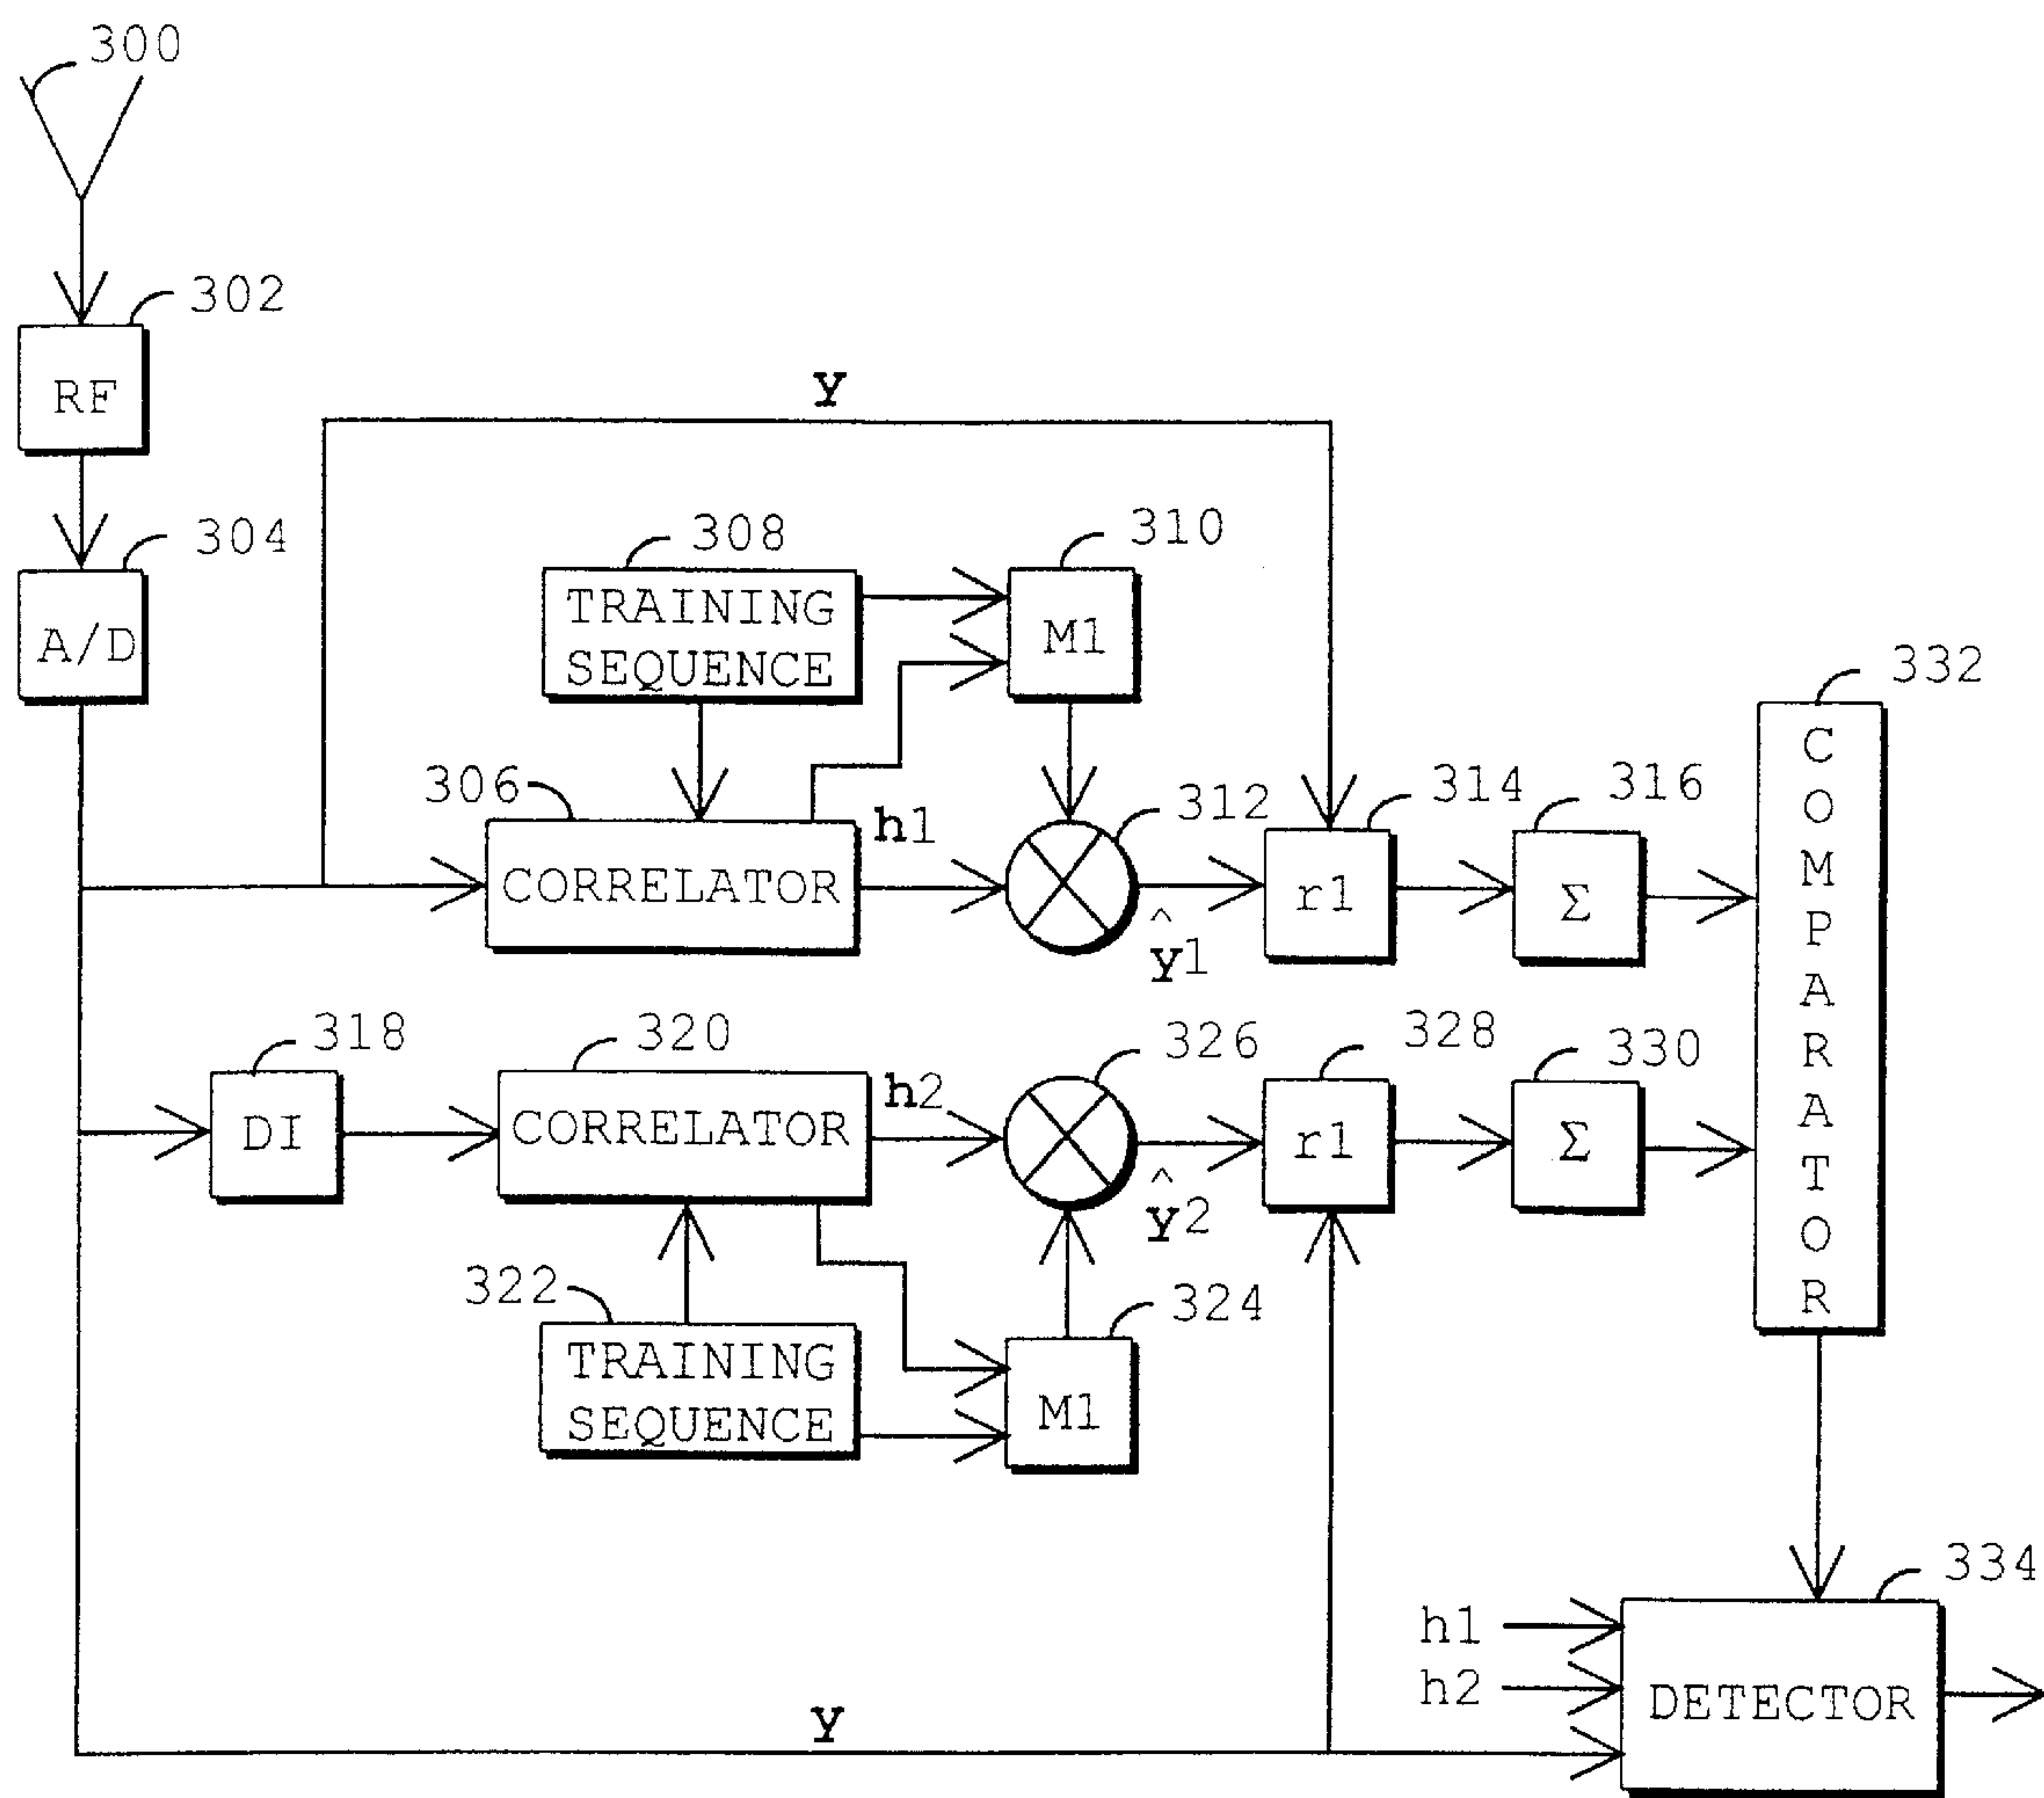 300
302
RF
y
304
A/D
308
TRAINING
SEQUENCE
310
M1
332
COMPARATOR
306
CORRELATOR
h1
312
ŷ1
314
r1
316
Σ
318
DI
320
CORRELATOR
h2
326
ŷ2
328
r1
330
Σ
322
TRAINING
SEQUENCE
324
M1
334
h1
h2
DETECTOR
y